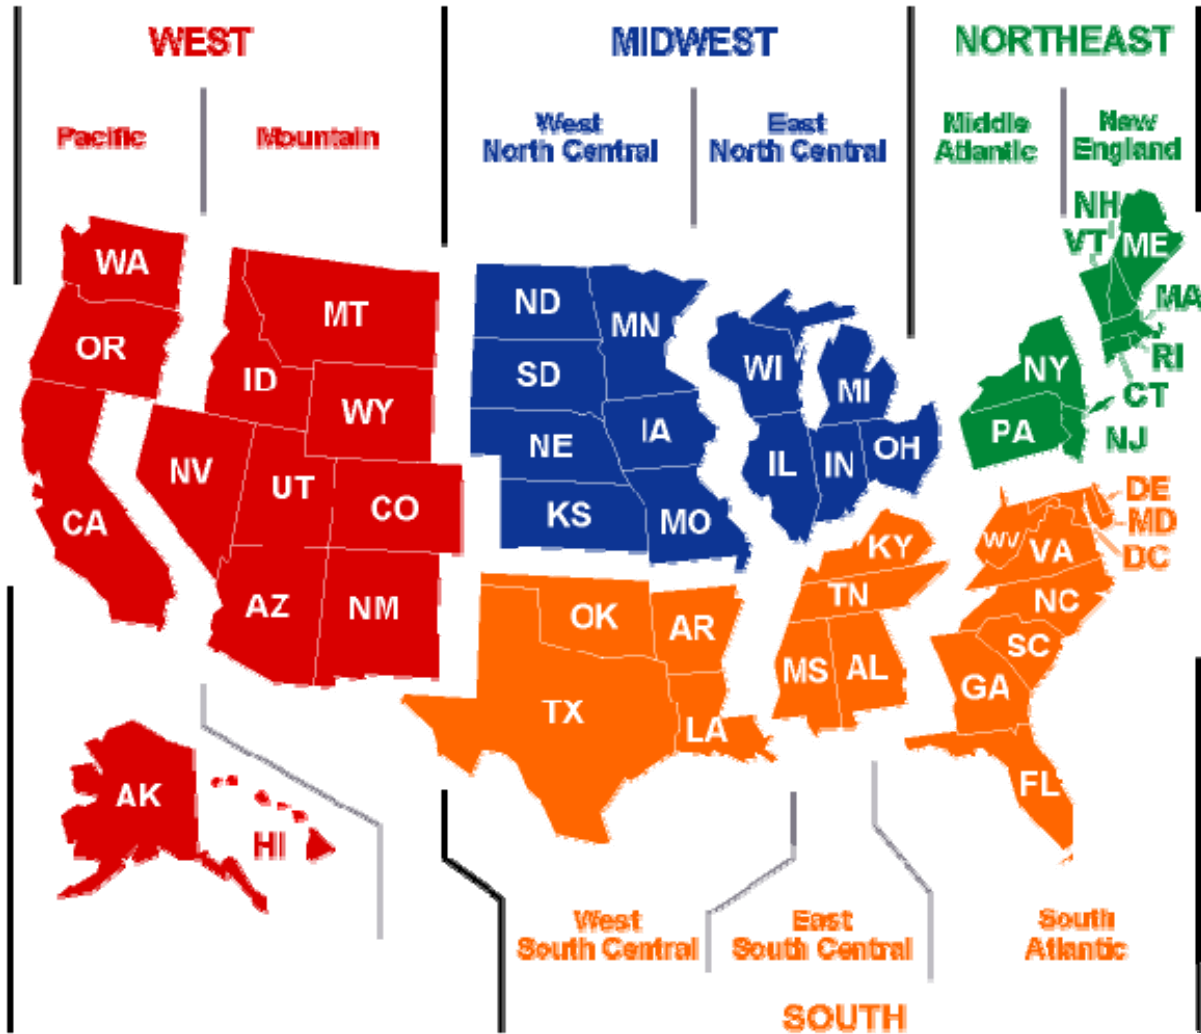 WEST
MIDWEST
NORTHEAST
Pacific
Mountain
West
North Central
East
North Central
Middle
Atlantic
New
England
NH
VT
ME
WA
MT
ND
MN
MA
OR
ID
SD
WI
MI
NY
RI
WY
CT
NE
IA
PA
NJ
NV
UT
CO
IL
IN
OH
CA
KS
MO
DE
MD
DC
KY
WV
VA
AZ
NM
OK
AR
TN
NC
SC
MS
AL
GA
TX
LA
FL
AK
HI
West
South Central
East
South Central
South
Atlantic
SOUTH